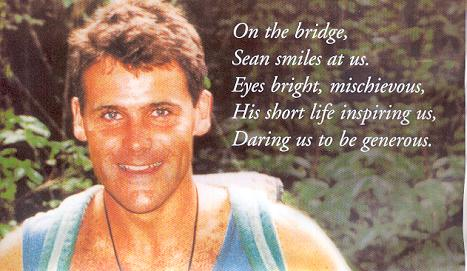 On the bridge,
Sean smiles at us.
Eyes bright, mischievous,
His short life inspiring us,
Daring us to be generous.